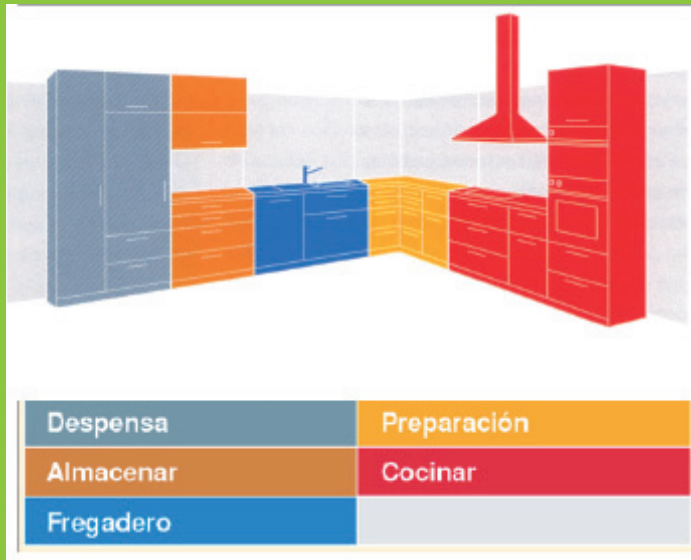 Despensa
Preparación
Almacenar
Cocinar
Fregadero